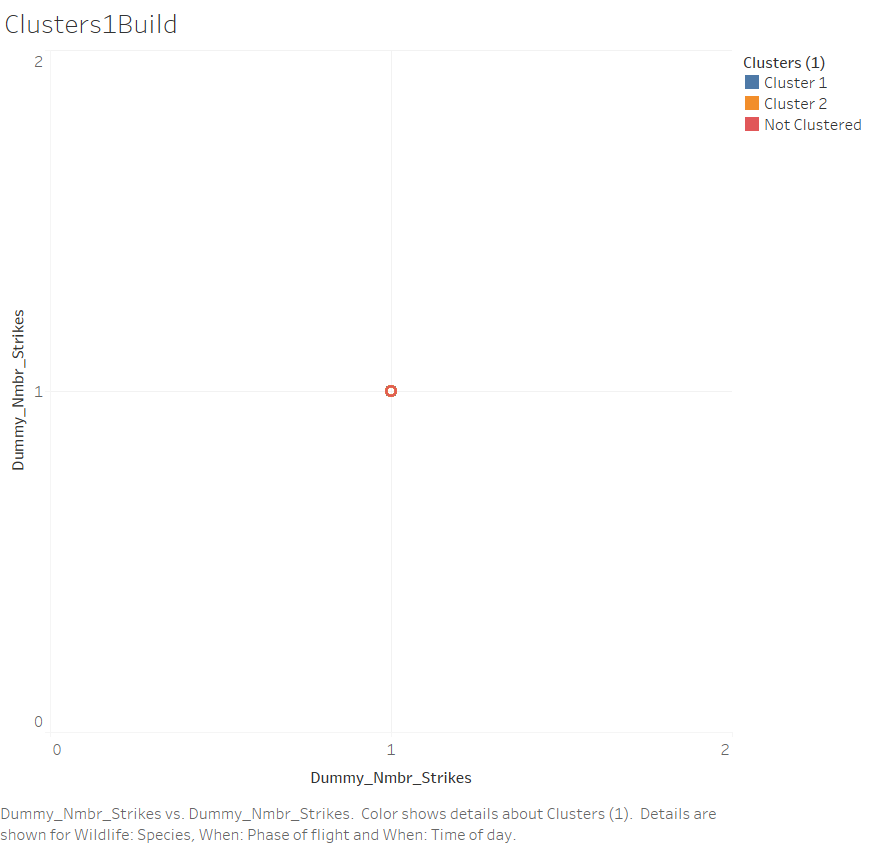 Clusters1Build
2
1
0
Dummy_Nmbr_Strikes
0
1
2
Dummy_Nmbr_Strikes
Clusters (1)
Cluster 1
Cluster 2
Not Clustered
Dummy_Nmbr_Strikes vs. Dummy_Nmbr_Strikes.  Color shows details about Clusters (1).  Details are
shown for Wildlife: Species, When: Phase of flight and When: Time of day.